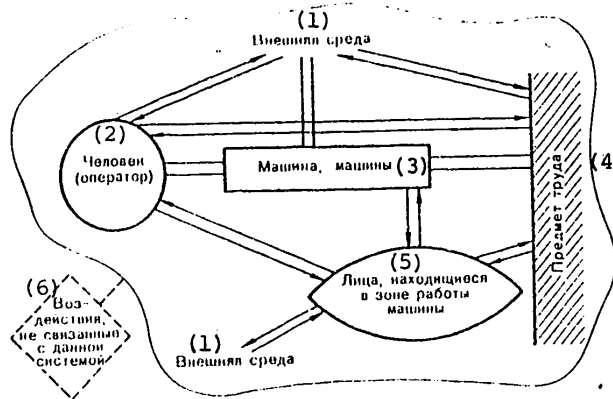 (1)
Внешняя среда
(2)
Человек
(оператор)
Машина, машины (3)
(4)
Предмет труда
(5)
Лица, находящиеся
в зоне работы
машины
(6)
Воз-
действия,
не связанные
с данной
системой
(1)
Внешняя среда